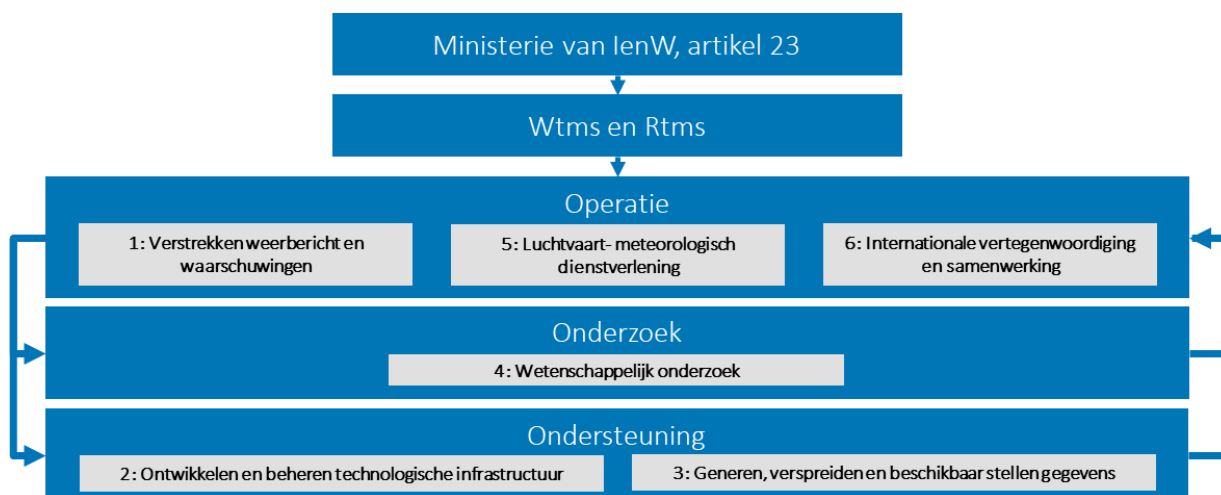 Ministerie van IenW, artikel 23
Wtms en Rtms
Operatie
1: Verstrekken weerbericht en
waarschuwingen
5: Luchtvaart- meteorologisch
dienstverlening
6: Internationale vertegenwoordiging
en samenwerking
Onderzoek
4: Wetenschappelijk onderzoek
Ondersteuning
2: Ontwikkelen en beheren technologische infrastructuur
3: Generen, verspreiden en beschikbaar stellen gegevens